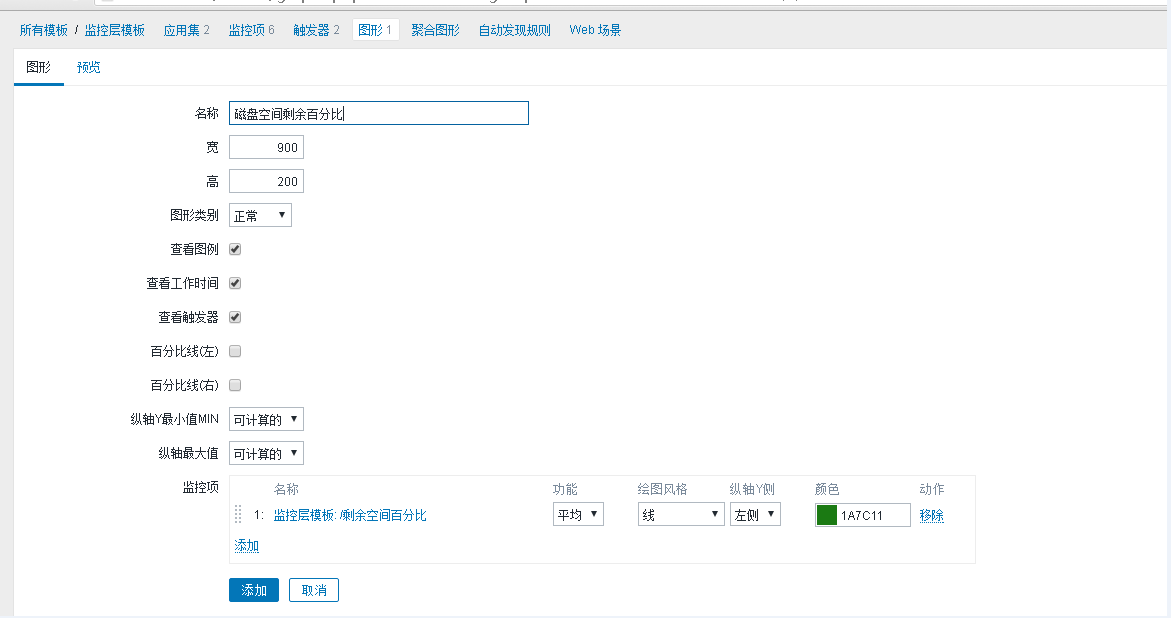 所有模板 / 监控层模板 应用集 2 监控项 6 触发器 2 图形 1 聚合图形 自动发现规则 Web 场景
图形 预览
名称 磁盘空间剩余百分比
宽 900
高 200
图形类别 正常
查看图例
查看工作时间
查看触发器
百分比线(左)
百分比线(右)
纵轴Y最小值MIN 可计算的
纵轴最大值 可计算的
监控项 名称 功能 绘图风格 纵轴Y侧 颜色 动作
1: 监控层模板: /剩余空间百分比 平均 线 左侧 1A7C11 移除
添加
添加 取消